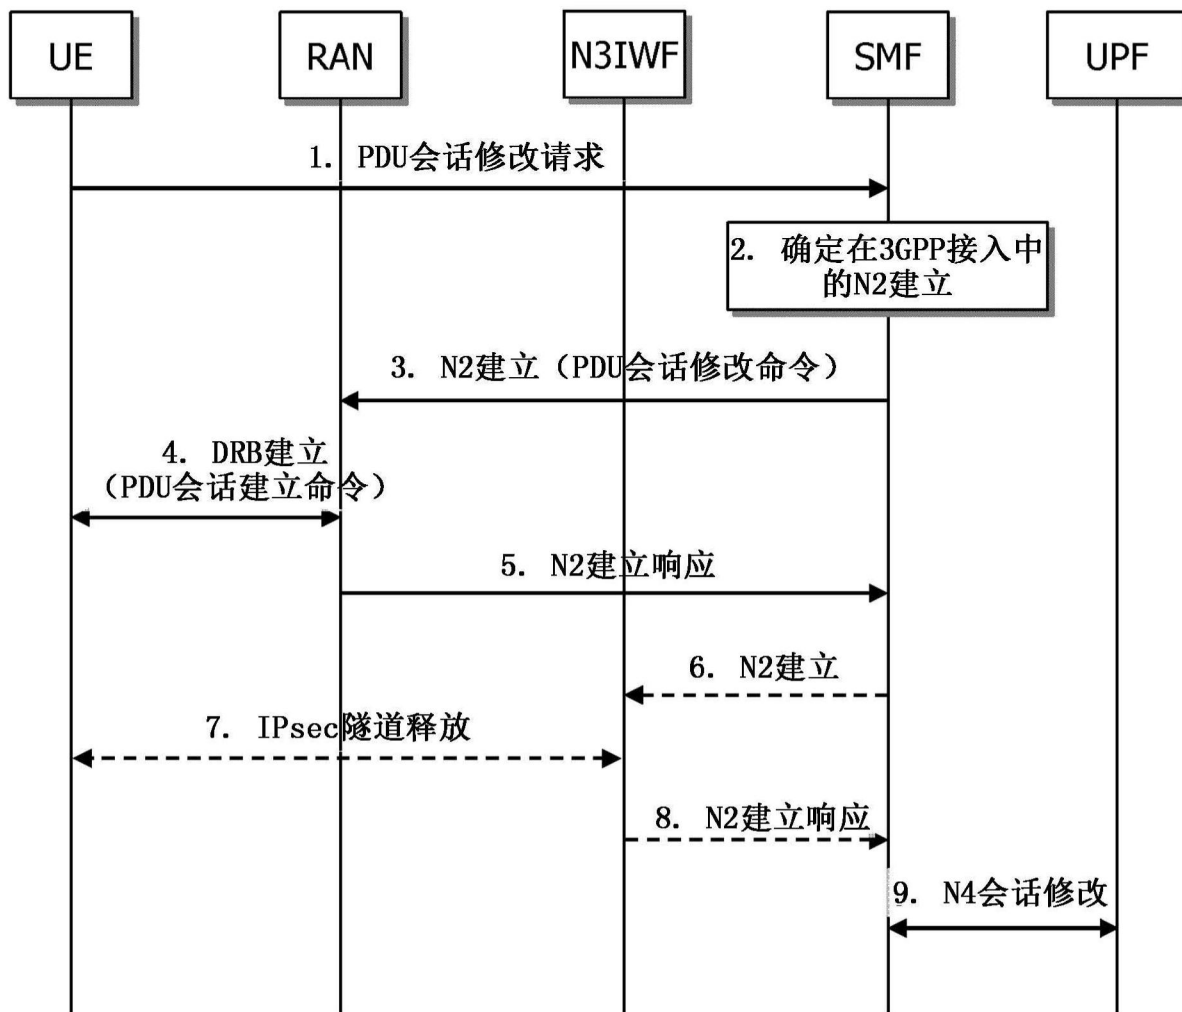 UE RAN N3IWF SMF UPF
1. PDU会话修改请求
2. 确定在3GPP接入中
的N2建立
3. N2建立（PDU会话修改命令）
4. DRB建立
（PDU会话建立命令）
5. N2建立响应
6. N2建立
7. IPsec隧道释放
8. N2建立响应
9. N4会话修改